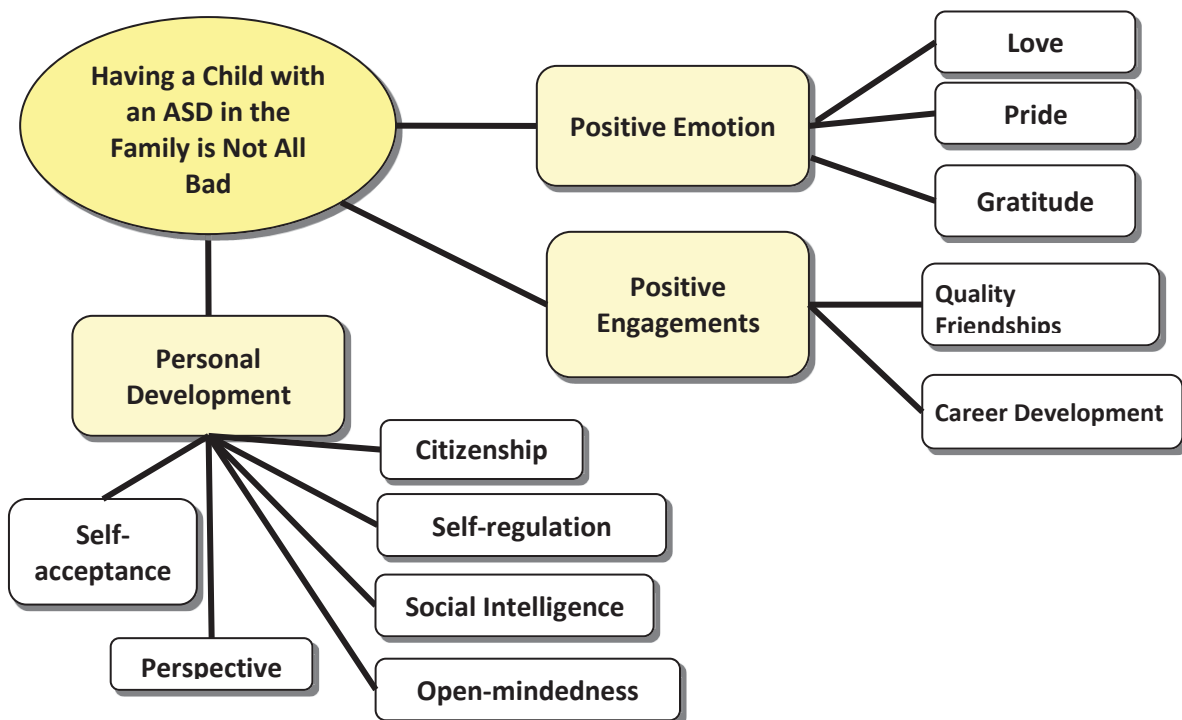 Having a Child with
an ASD in the
Family is Not All
Bad
Positive Emotion
Love
Pride
Gratitude
Positive
Engagements
Quality
Friendships
Career Development
Personal
Development
Citizenship
Self-regulation
Social Intelligence
Open-mindedness
Perspective
Self-
acceptance